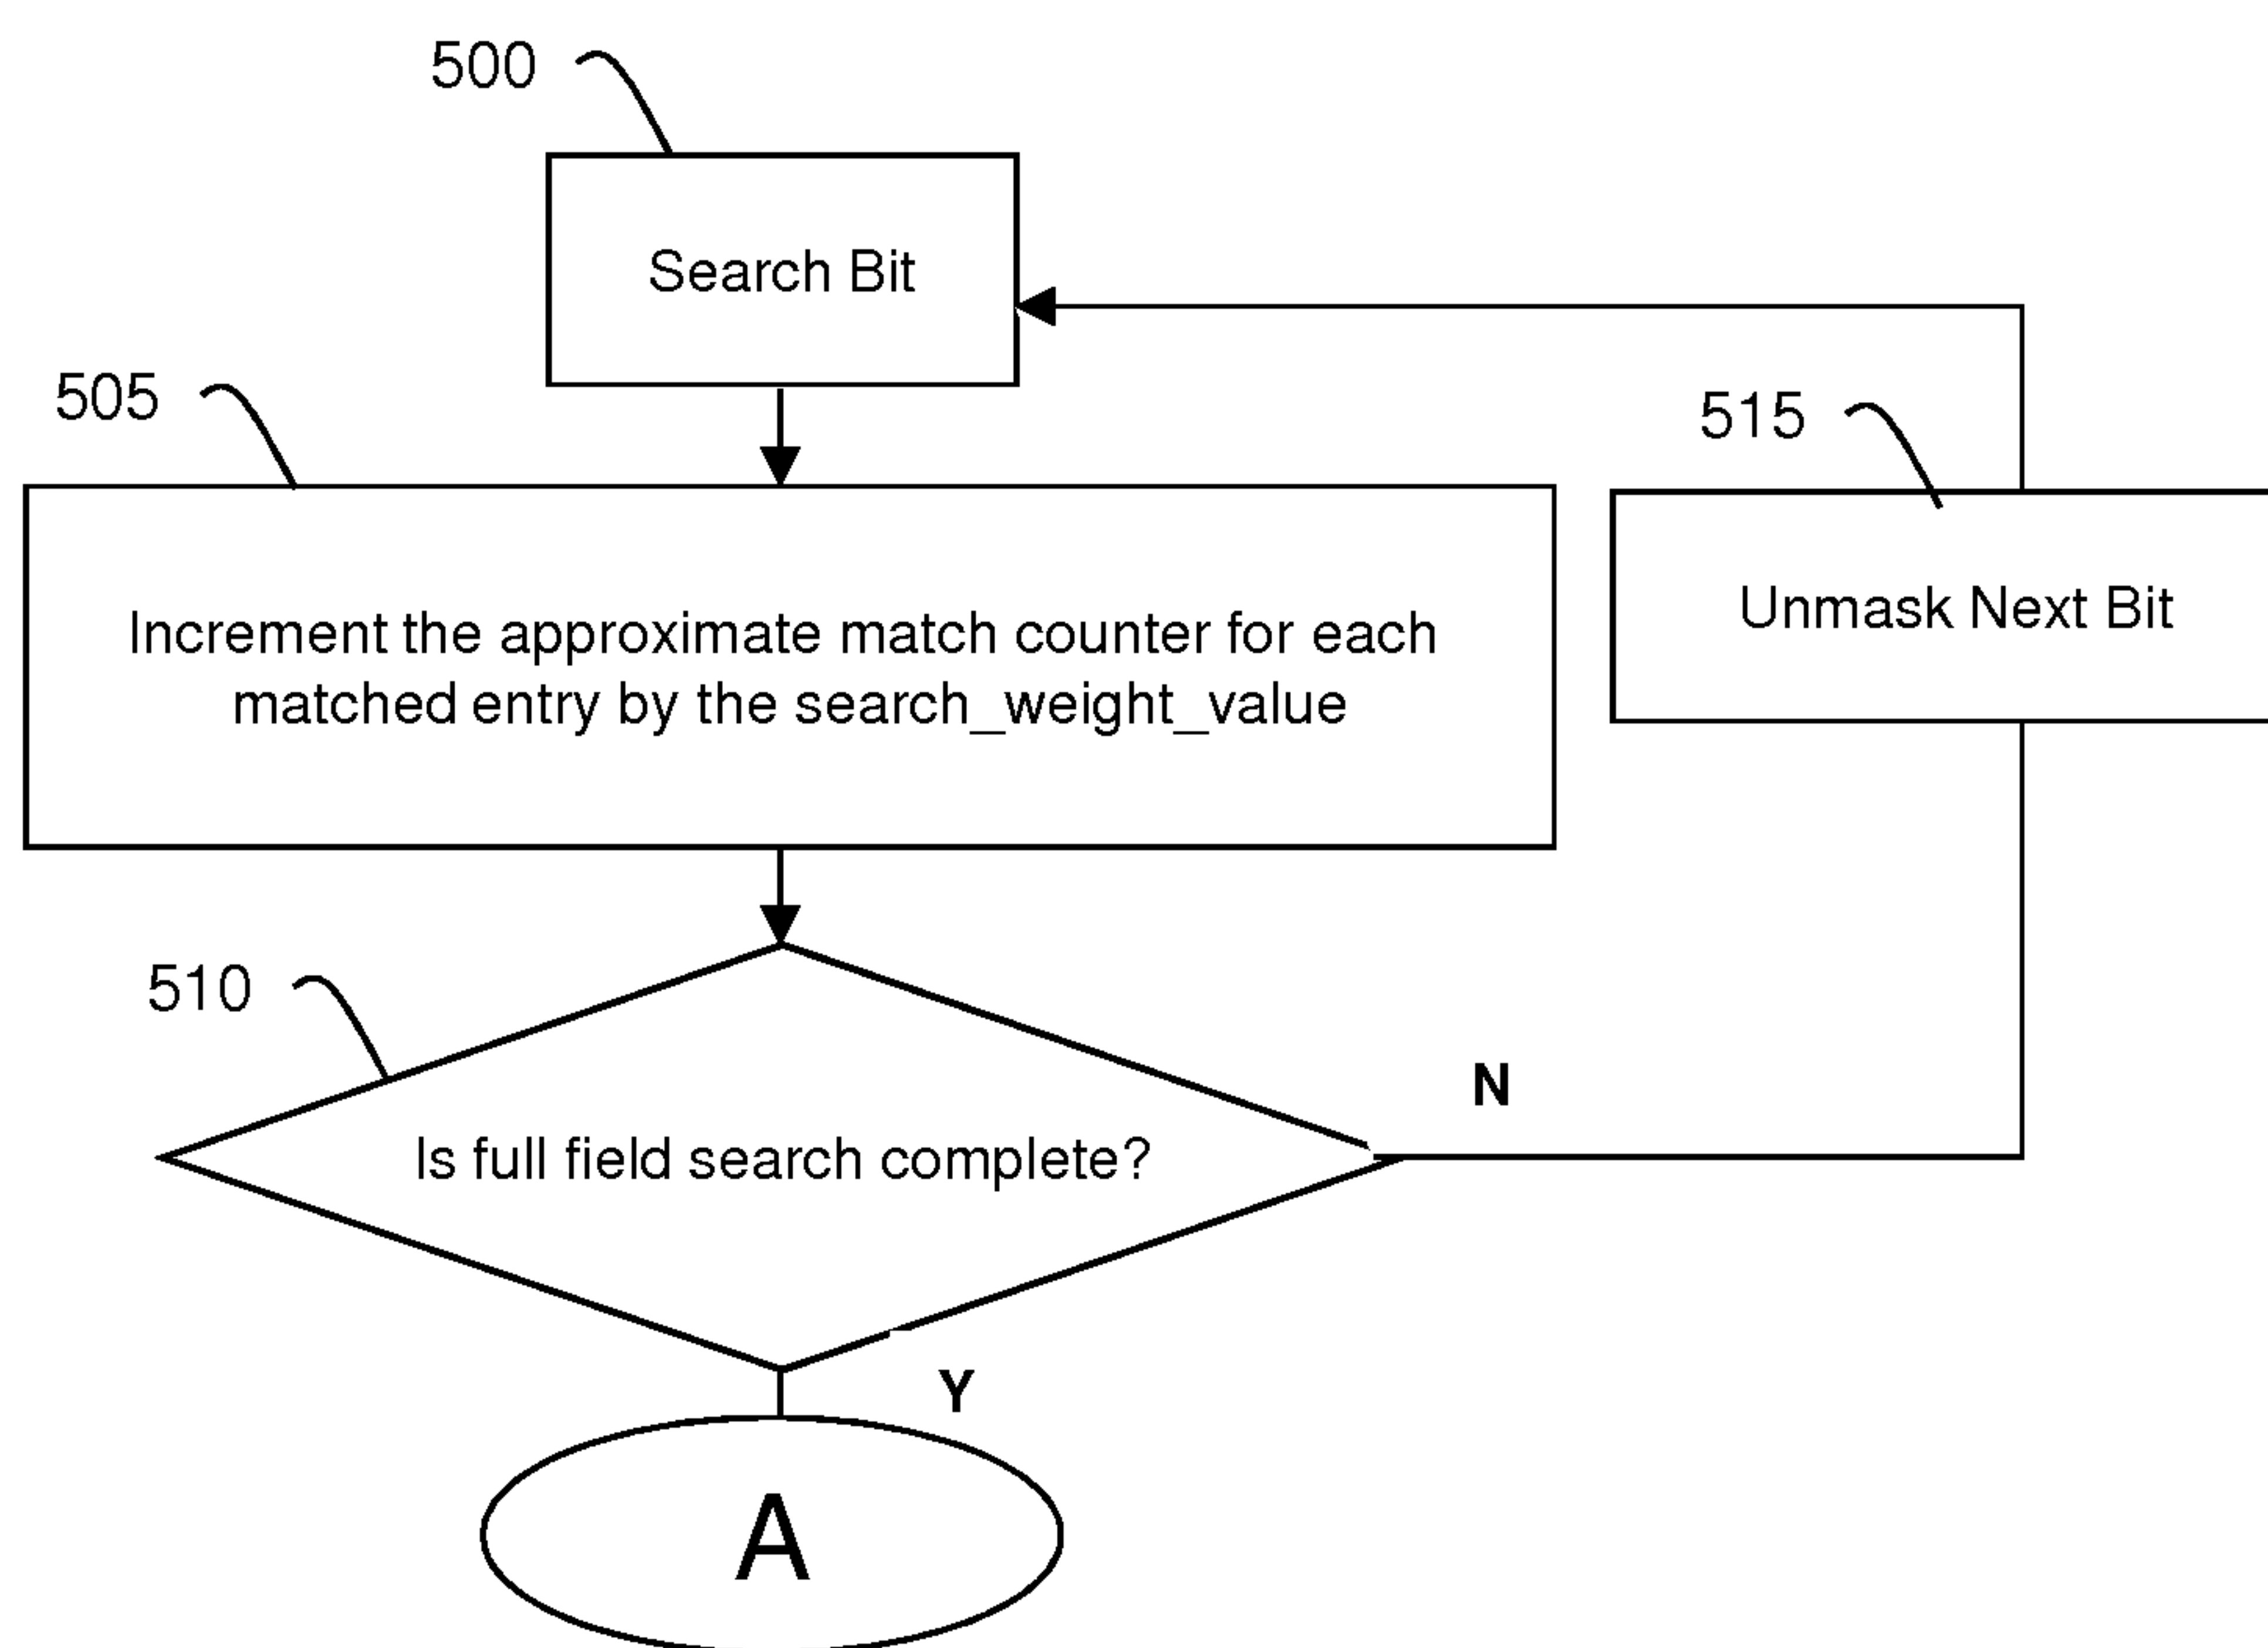 500
Search Bit
505
515
Increment the approximate match counter for each
matched entry by the search_weight_value
Unmask Next Bit
510
N
Is full field search complete?
Y
A